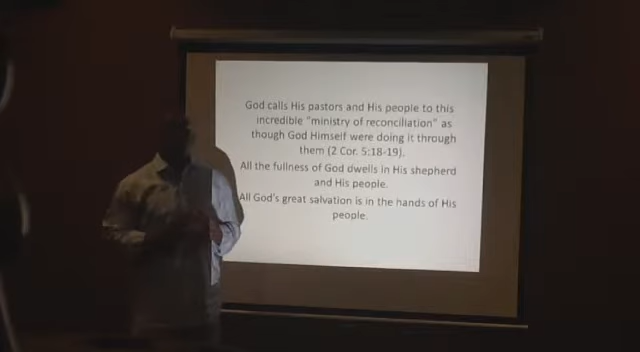 God calls His pastors and His people to this
incredible "ministry of reconciliation" as
though God Himself were doing it through
them (2 Cor. 5:18-19).
All the fullness of God dwells in His shepherd
and His people.
All God's great salvation is in the hands of His
people.